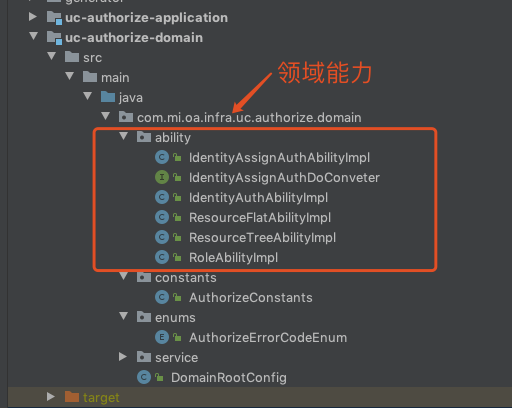 generator
uc-authorize-application
uc-authorize-domain
src
main
领域能力
java
com.mi.oa.infra.uc.authorize.domain
ability
IdentityAssignAuthAbilityImpl
IdentityAssignAuthDoConveter
IdentityAuthAbilityImpl
ResourceFlatAbilityImpl
ResourceTreeAbilityImpl
RoleAbilityImpl
constants
AuthorizeConstants
enums
AuthorizeErrorCodeEnum
service
DomainRootConfig
target